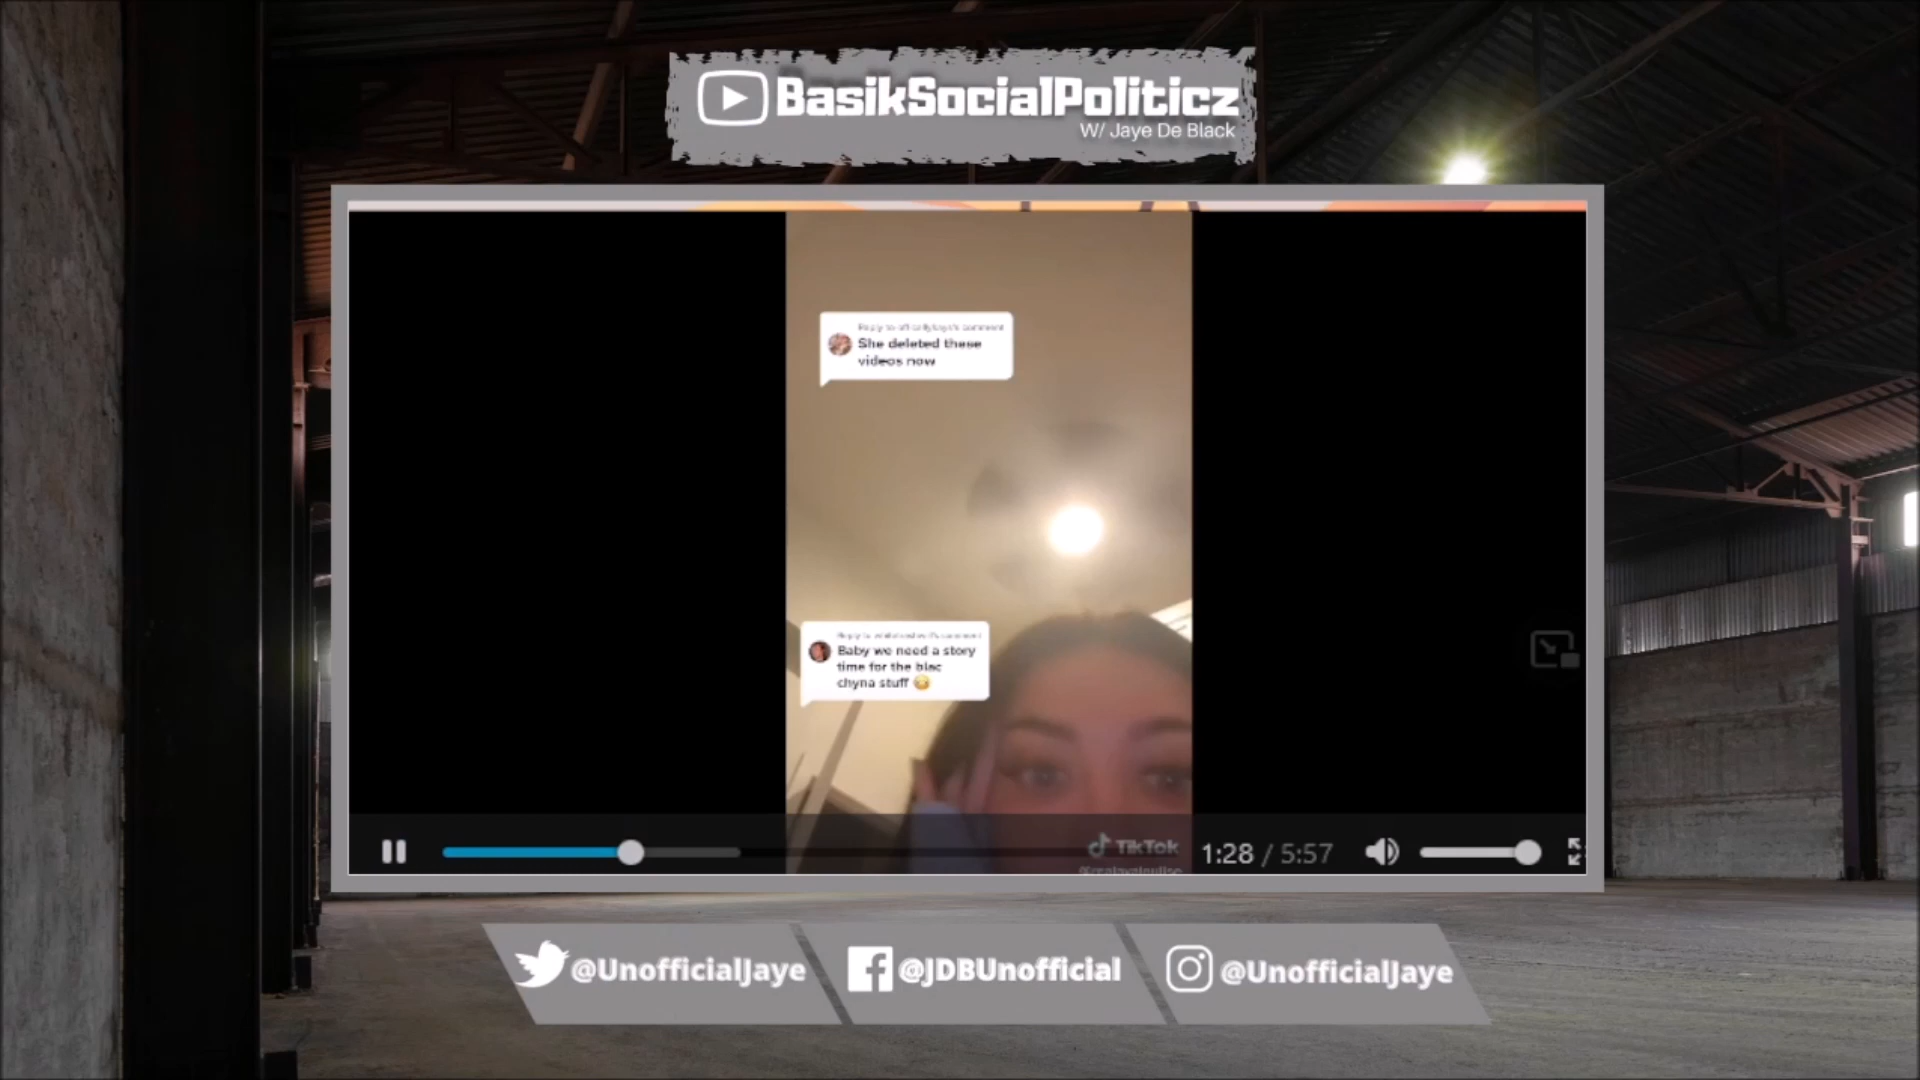 BasikSocialPoliticz
W/ Jaye De Black
She deleted these
videos now
Baby we need a story
time for the blac
chyna stuff
TikTok
1:28 / 5:57
@UnofficialJaye
@JDBUnofficial
@UnofficialJaye